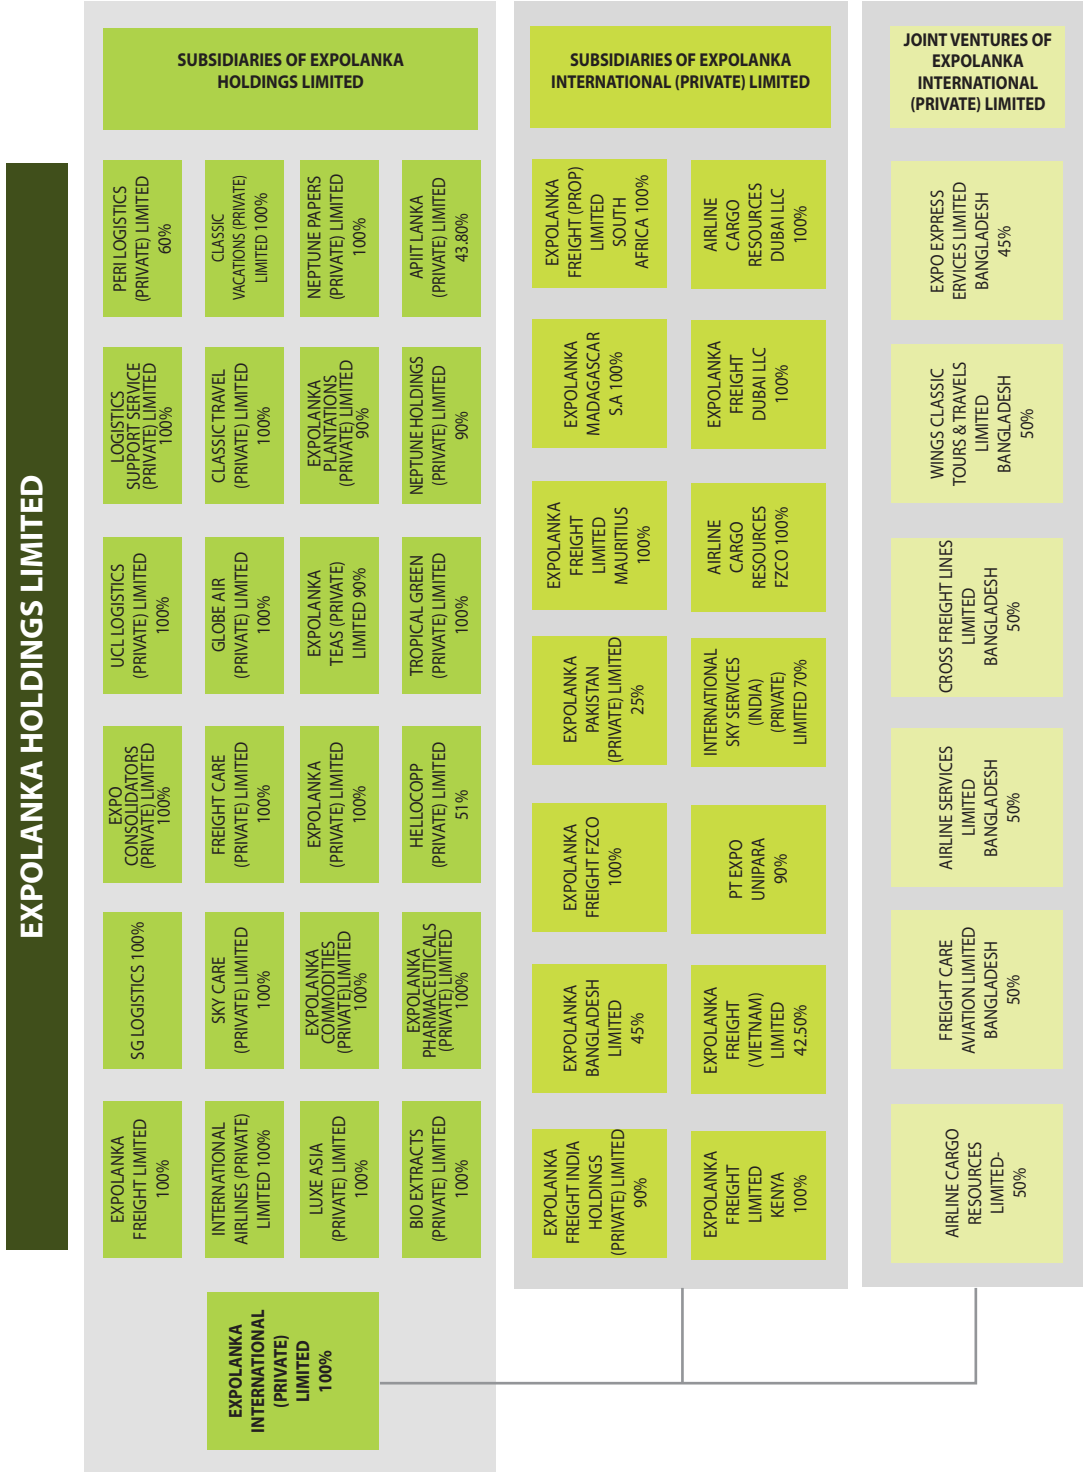 EXPOLANKA HOLDINGS LIMITED
SUBSIDIARIES OF EXPOLANKA
HOLDINGS LIMITED
EXPOLANKA
INTERNATIONAL
(PRIVATE)
LIMITED
100%
EXPOLANKA
FREIGHT LIMITED
100%
SG LOGISTICS 100%
EXPO
CONSOLIDATORS
(PRIVATE) LIMITED
100%
UCL LOGISTICS
(PRIVATE) LIMITED
100%
LOGISTICS
SUPPORT SERVICE
(PRIVATE) LIMITED
100%
PERI LOGISTICS
(PRIVATE) LIMITED
60%
INTERNATIONAL
AIRLINES (PRIVATE)
LIMITED 100%
SKY CARE
(PRIVATE) LIMITED
100%
FREIGHT CARE
(PRIVATE) LIMITED
100%
GLOBE AIR
(PRIVATE) LIMITED
100%
CLASSIC TRAVEL
(PRIVATE) LIMITED
100%
CLASSIC
VACATIONS (PRIVATE)
LIMITED 100%
LUXE ASIA
(PRIVATE) LIMITED
100%
EXPOLANKA
COMMODITIES
(PRIVATE)LIMITED
100%
EXPOLANKA
(PRIVATE) LIMITED
100%
EXPOLANKA
TEAS (PRIVATE)
LIMITED 90%
EXPOLANKA
PLANTATIONS
(PRIVATE) LIMITED
90%
NEPTUNE PAPERS
(PRIVATE) LIMITED
100%
BIO EXTRACTS
(PRIVATE) LIMITED
100%
EXPOLANKA
PHARMACEUTICALS
(PRIVATE) LIMITED
100%
HELLOCOPP
(PRIVATE) LIMITED
51%
TROPICAL GREEN
(PRIVATE) LIMITED
100%
NEPTUNE HOLDINGS
(PRIVATE) LIMITED
90%
APIIT LANKA
(PRIVATE) LIMITED
43.80%
SUBSIDIARIES OF EXPOLANKA
INTERNATIONAL (PRIVATE) LIMITED
EXPOLANKA
FREIGHT INDIA
HOLDINGS
(PRIVATE) LIMITED
90%
EXPOLANKA
BANGLADESH
LIMITED
45%
EXPOLANKA
FREIGHT FZCO
100%
EXPOLANKA
PAKISTAN
(PRIVATE) LIMITED
25%
EXPOLANKA
FREIGHT
LIMITED
MAURITIUS
100%
EXPOLANKA
MADAGASCAR
S.A 100%
EXPOLANKA
FREIGHT (PROP)
LIMITED
SOUTH
AFRICA 100%
EXPOLANKA
FREIGHT
LIMITED
KENYA
100%
EXPOLANKA
FREIGHT
(VIETNAM)
LIMITED
42.50%
PT EXPO
UNIPARA
90%
INTERNATIONAL
SKY SERVICES
(INDIA)
(PRIVATE)
LIMITED 70%
AIRLINE
CARGO
RESOURCES
FZCO 100%
EXPOLANKA
FREIGHT
DUBAI LLC
100%
AIRLINE
CARGO
RESOURCES
DUBAI LLC
100%
JOINT VENTURES OF
EXPOLANKA
INTERNATIONAL
(PRIVATE) LIMITED
AIRLINE CARGO
RESOURCES
LIMITED-
50%
FREIGHT CARE
AVIATION LIMITED
BANGLADESH
50%
AIRLINE SERVICES
LIMITED
BANGLADESH
50%
CROSS FREIGHT LINES
LIMITED
BANGLADESH
50%
WINGS CLASSIC
TOURS & TRAVELS
LIMITED
BANGLADESH
50%
EXPO EXPRESS
ERVICES LIMITED
BANGLADESH
45%